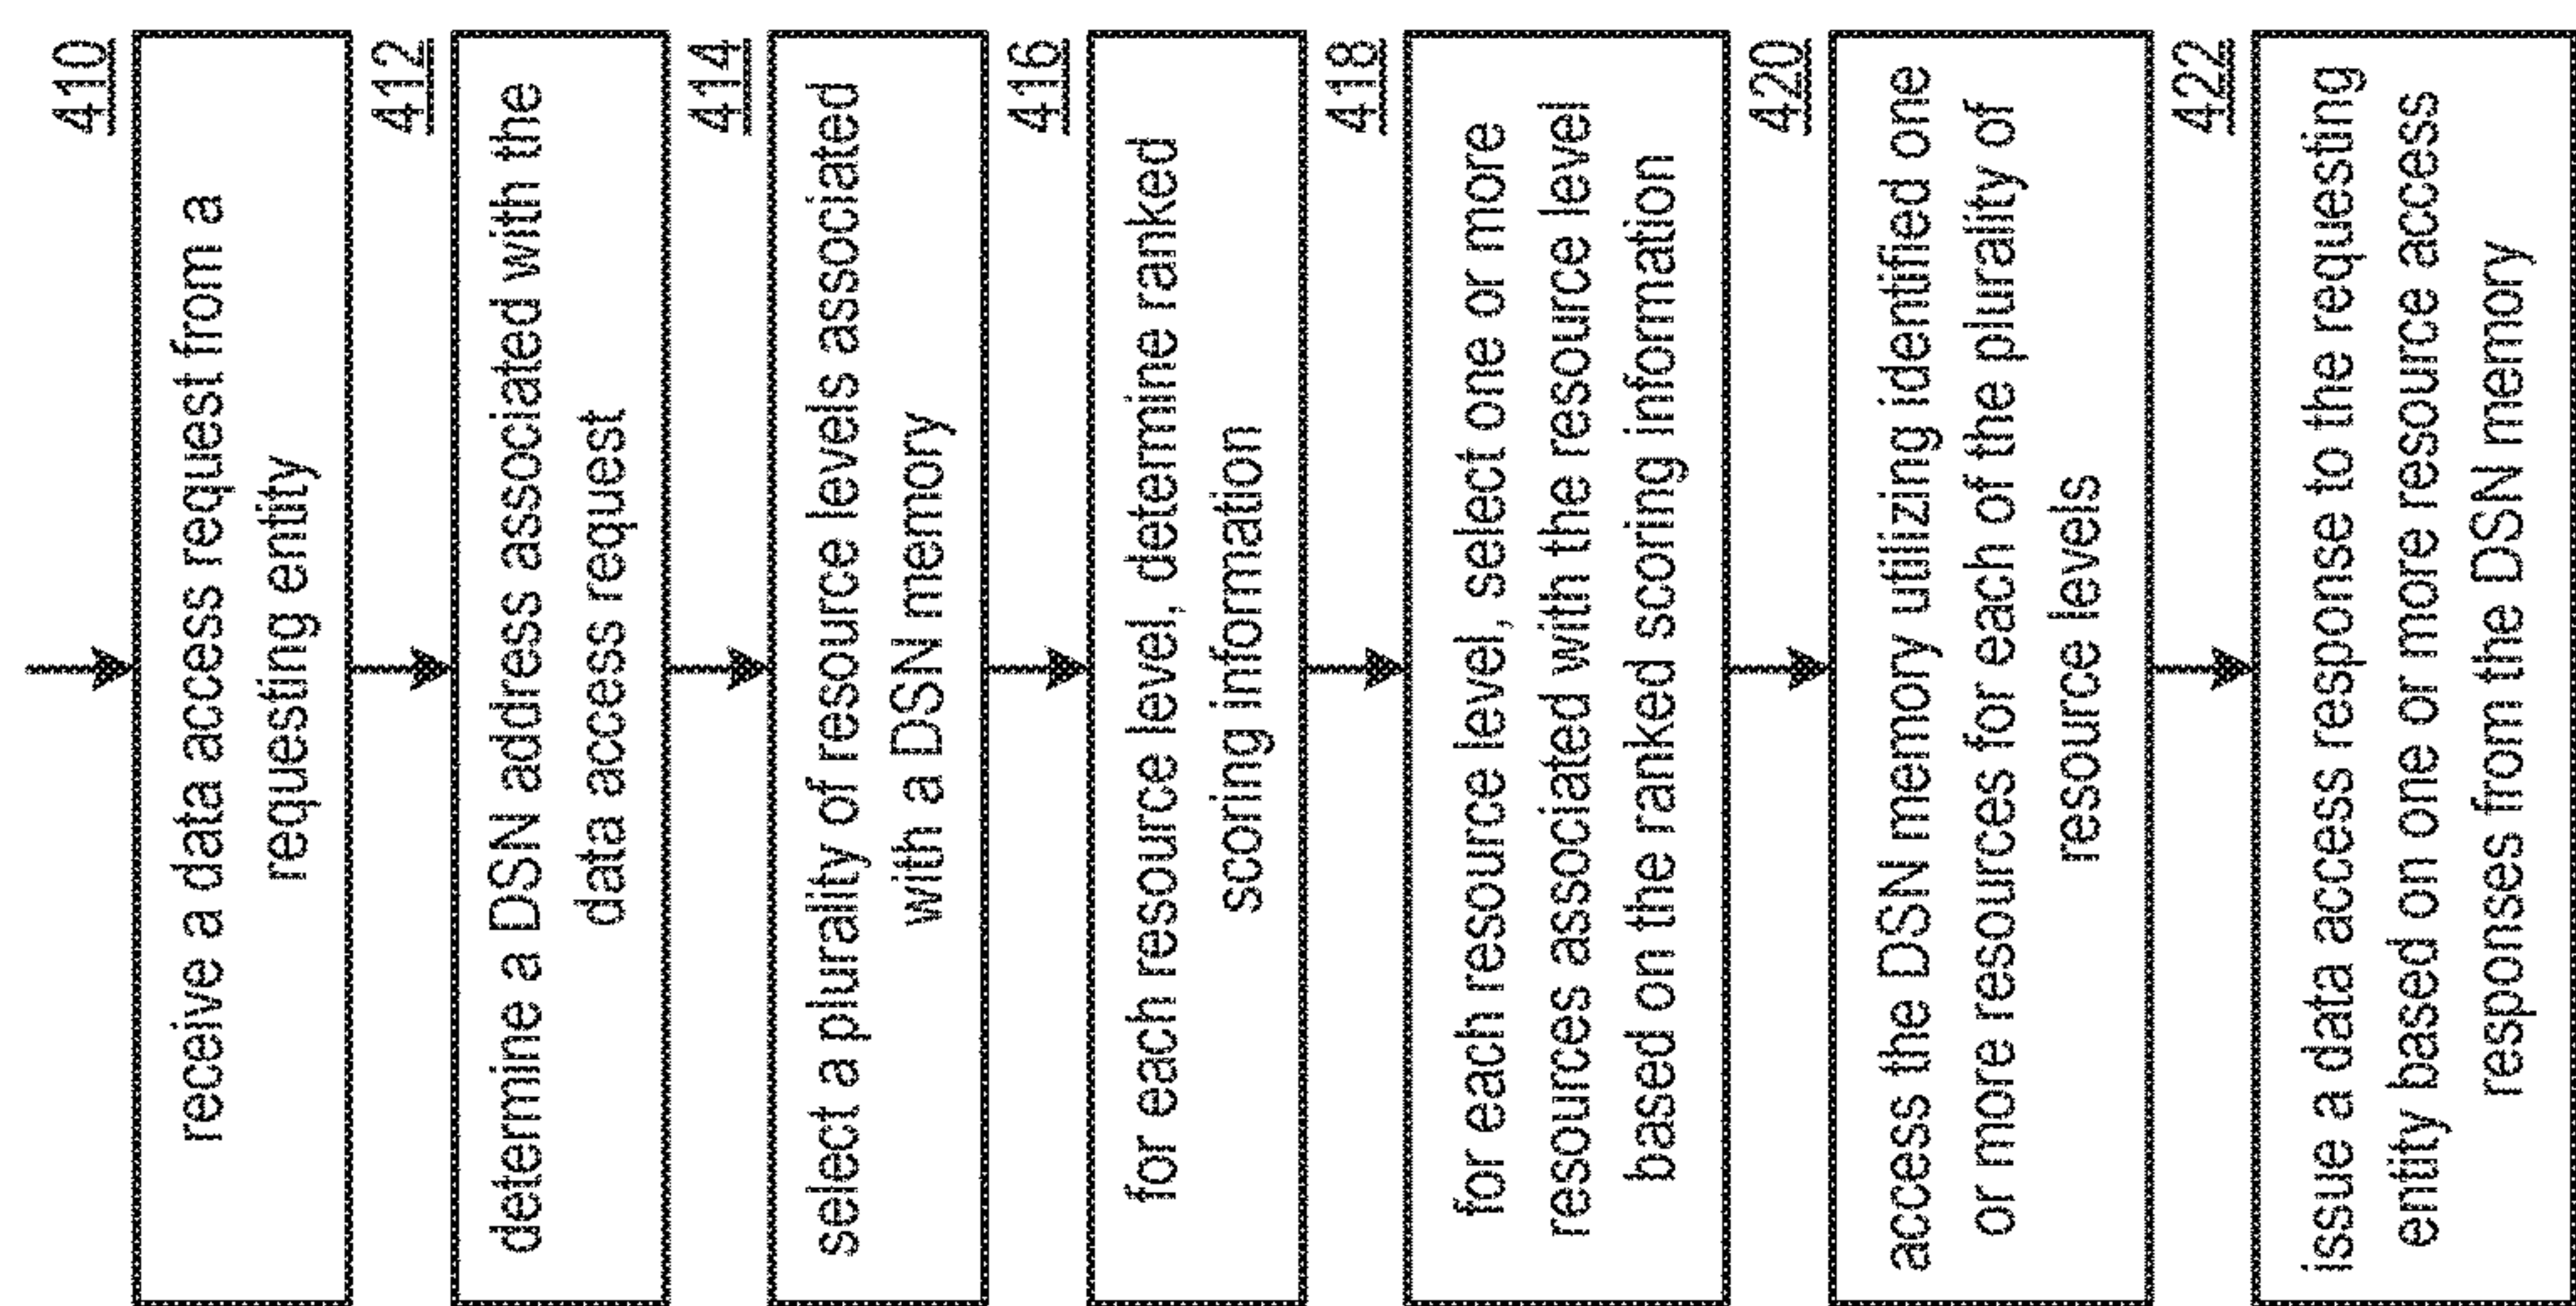 410
receive a data access request from a
requesting entity
412
determine a DSN address associated with the
data access request
414
select a plurality of resource levels associated
with a DSN memory
416
for each resource level, determine ranked
scoring information
418
for each resource level, select one or more
resources associated with the resource level
based on the ranked scoring information
420
access the DSN memory utilizing identified one
or more resources for each of the plurality of
resource levels
422
issue a data access response to the requesting
entity based on one or more resource access
responses from the DSN memory